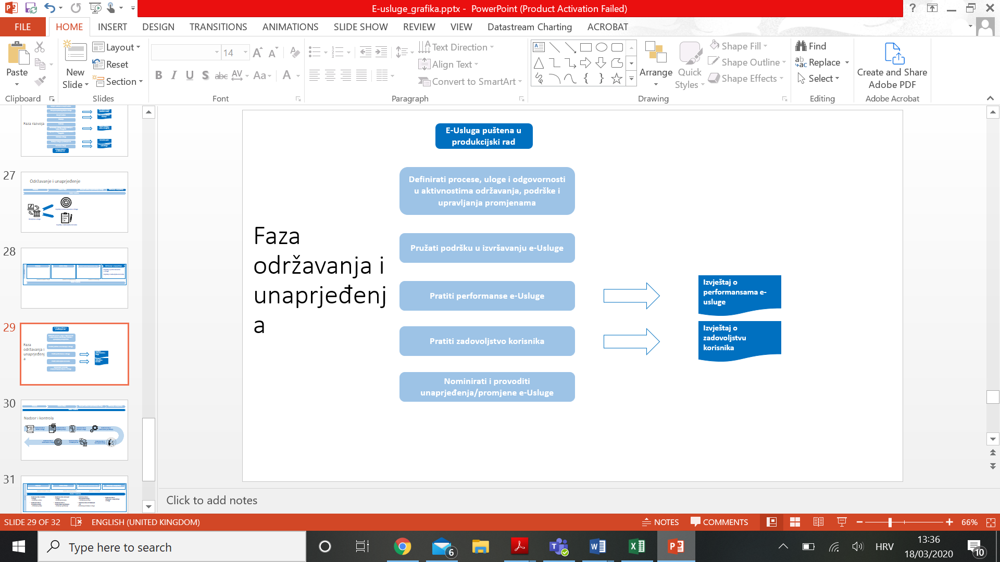 E-usluge_grafika.pptx - PowerPoint (Product Activation Failed)
FILE HOME INSERT DESIGN TRANSITIONS ANIMATIONS SLIDE SHOW REVIEW VIEW Datastream Charting ACROBAT
Paste
Clipboard
New Slide
Layout
Reset
Section
Slides
14
Font
Text Direction
Align Text
Convert to SmartArt
Paragraph
Arrange
Quick Styles
Shape Fill
Shape Outline
Shape Effects
Drawing
Find
Replace
Select
Editing
Create and Share
Adobe PDF
Adobe Acrobat
Faza razvoja
27
Održavanje i unaprjeđenje
28
29
Faza
održavanja i
unaprjeđenj
a
30
Nadzor i kontrola
31
E-Usluga puštena u
produkcijski rad
Definirati procese, uloge i odgovornosti
u aktivnostima održavanja, podrške i
upravljanja promjenama
Faza
održavanja i
unaprjeđenj
a
Pružati podršku u izvršavanju e-Usluge
Pratiti performanse e-Usluge
Izvještaj o
performansama e-
usluge
Pratiti zadovoljstvo korisnika
Izvještaj o
zadovoljstvu
korisnika
Nominirati i provoditi
unaprjeđenja/promjene e-Usluge
Click to add notes
SLIDE 29 OF 32 ENGLISH (UNITED KINGDOM) NOTES COMMENTS 66%
Type here to search
6
HRV
13:36
18/03/2020
10